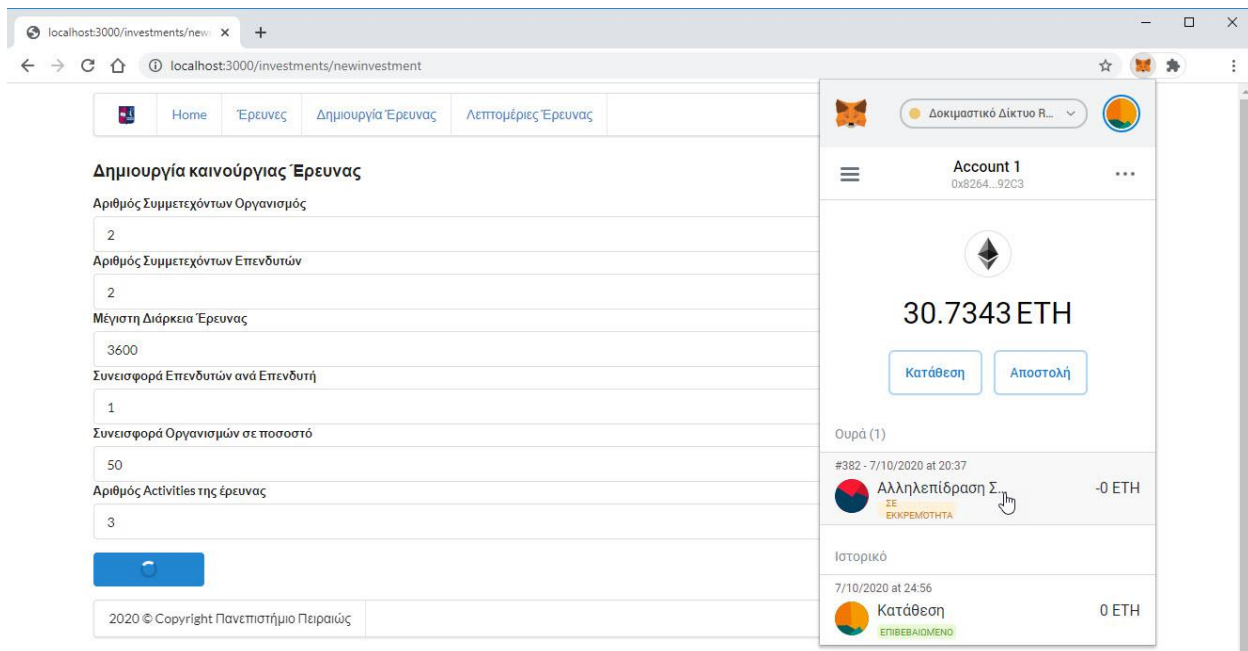 localhost:3000/investments/new
localhost:3000/investments/newinvestment
Home Έρευνες Δημιουργία Έρευνας Λεπτομέριες Έρευνας
Δημιουργία καινούργιας Έρευνας
Αριθμός Συμμετεχόντων Οργανισμός
2
Αριθμός Συμμετεχόντων Επενδυτών
2
Μέγιστη Διάρκεια Έρευνας
3600
Συνεισφορά Επενδυτών ανά Επενδυτή
1
Συνεισφορά Οργανισμών σε ποσοστό
50
Αριθμός Activities της έρευνας
3
2020 © Copyright Πανεπιστήμιο Πειραιώς
Δοκιμαστικό Δίκτυο R...
Account 1
0x8264...92C3
30.7343 ETH
Κατάθεση Αποστολή
Ουρά (1)
#382 - 7/10/2020 at 20:37
Αλληλεπίδραση Σ... -0 ETH
ΣΕ
ΕΚΚΡΕΜΌΤΗΤΑ
Ιστορικό
7/10/2020 at 24:56
Κατάθεση 0 ETH
ΕΠΙΒΕΒΑΙΩΜΕΝΟ